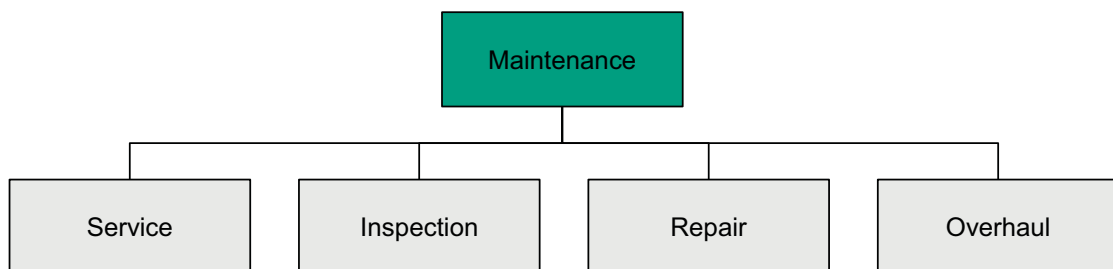 Maintenance
Service
Inspection
Repair
Overhaul